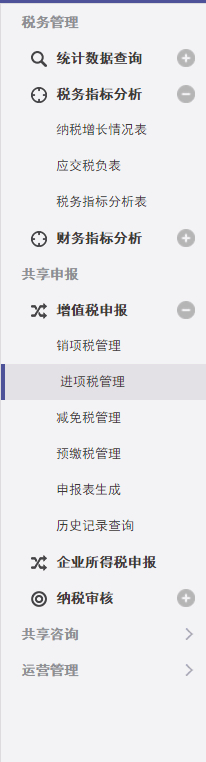 税务管理
统计数据查询
税务指标分析
纳税增长情况表
应交税负表
税务指标分析表
财务指标分析
共享申报
增值税申报
销项税管理
进项税管理
减免税管理
预缴税管理
申报表生成
历史记录查询
企业所得税申报
纳税审核
共享咨询
运营管理